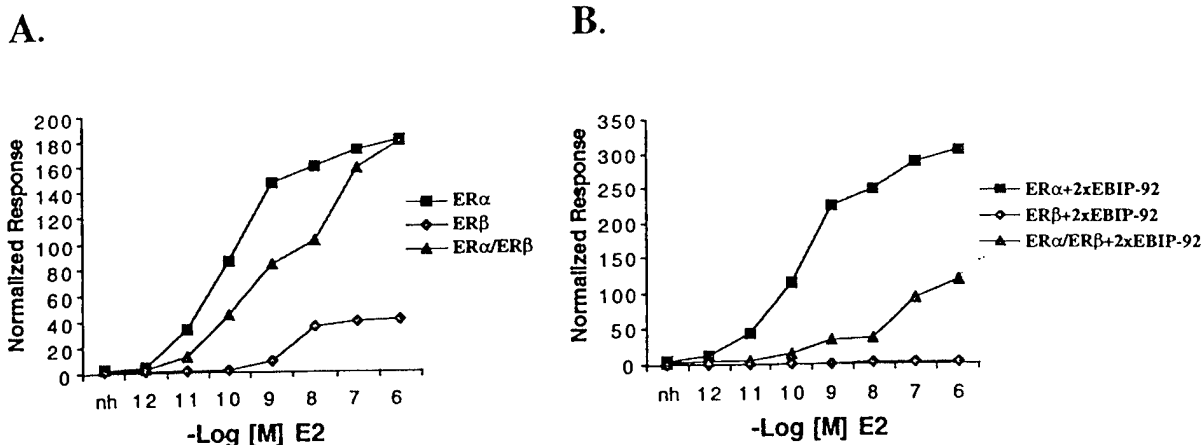 A.
Normalized Response
200
180
160
140
120
100
80
60
40
20
0
nh 12 11 10 9 8 7 6
-Log [M] E2
ERα
ERβ
ERα/ERβ
B.
Normalized Response
350
300
250
200
150
100
50
0
nh 12 11 10 9 8 7 6
-Log [M] E2
ERα+2xEBIP-92
ERβ+2xEBIP-92
ERα/ERβ+2xEBIP-92